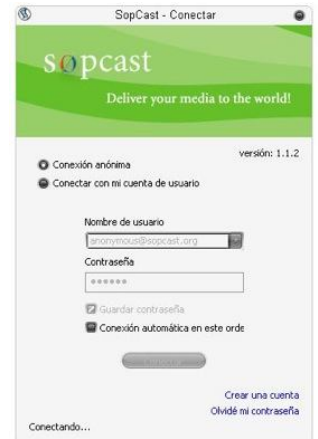 SopCast - Conectar
sopcast
Deliver your media to the world!
versión: 1.1.2
Conexión anónima
Conectar con mi cuenta de usuario
Nombre de usuario
anonymous@sopcast.org
Contraseña
Guardar contraseña
Conexión automática en este orde
Crear una cuenta
Olvidé mi contraseña
Conectando...